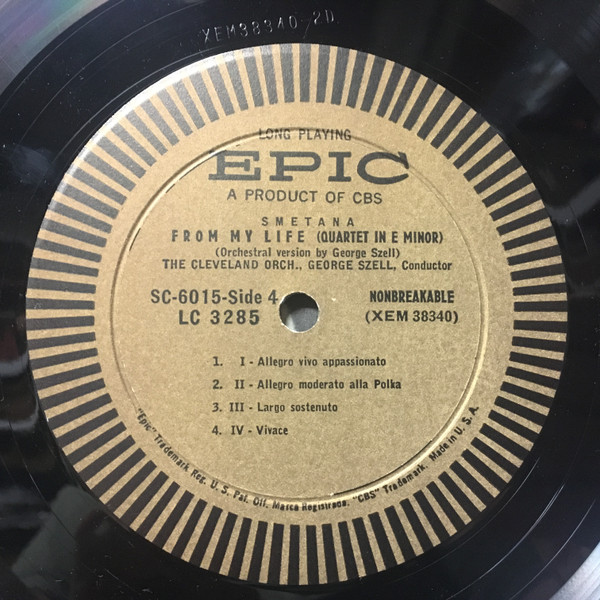 XEM38340-2D
LONG PLAYING
EPIC
A PRODUCT OF CBS
SMETANA
FROM MY LIFE (QUARTET IN E MINOR)
(Orchestral version by George Szell)
THE CLEVELAND ORCH., GEORGE SZELL, Conductor
SC-6015-Side 4
LC 3285
NONBREAKABLE
(XEM 38340)
1. I - Allegro vivo appassionato
2. II - Allegro moderato alla Polka
3. III - Largo sostenuto
4. IV - Vivace
"Epic" Trademark Reg. U. S. Pat. Off. Marca Registrada. "CBS" Trademark. Made in U. S. A.